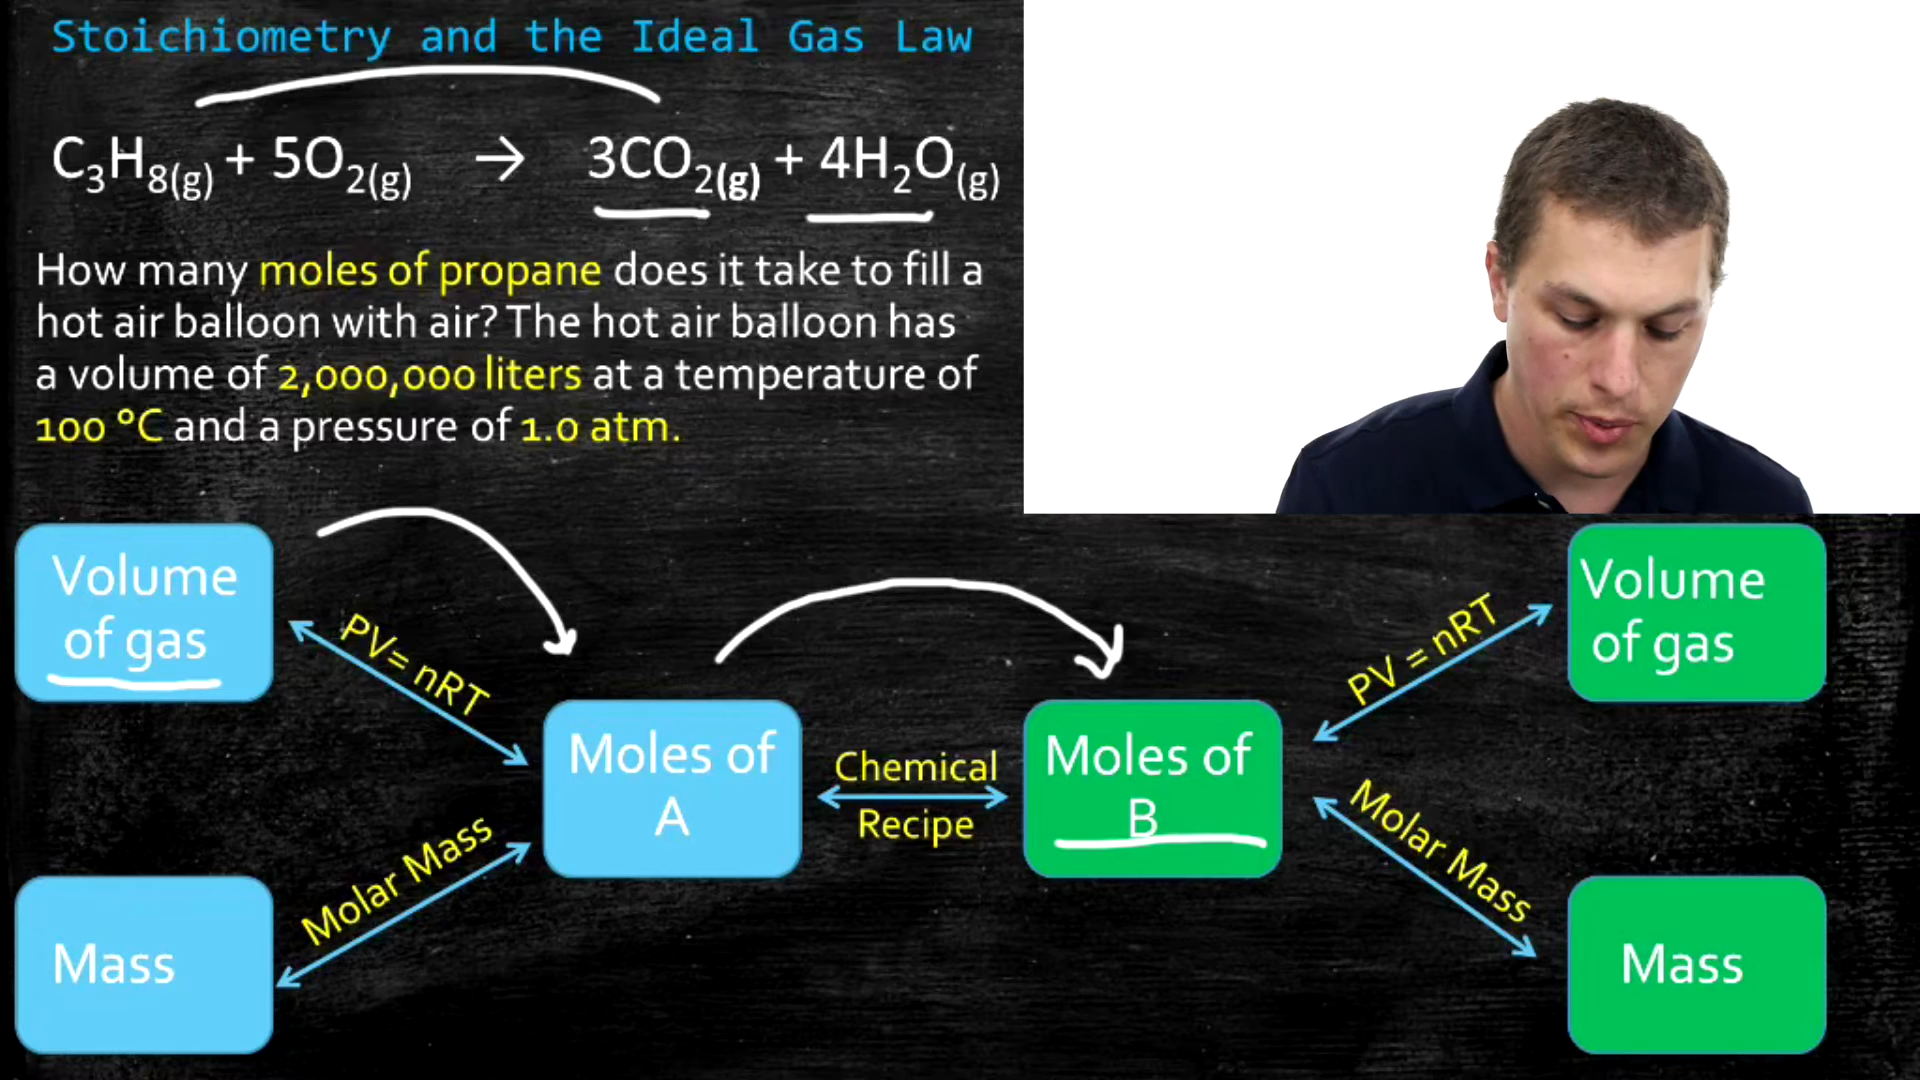 Stoichiometry and the Ideal Gas Law
C₃H₈(g) + 5O₂(g) → 3CO₂(g) + 4H₂O(g)
How many moles of propane does it take to fill a
hot air balloon with air? The hot air balloon has
a volume of 2,000,000 liters at a temperature of
100 °C and a pressure of 1.0 atm.
Volume
of gas
PV= nRT
Moles of
A
Molar Mass
Mass
Chemical
Recipe
Moles of
B
PV = nRT
Volume
of gas
Molar Mass
Mass